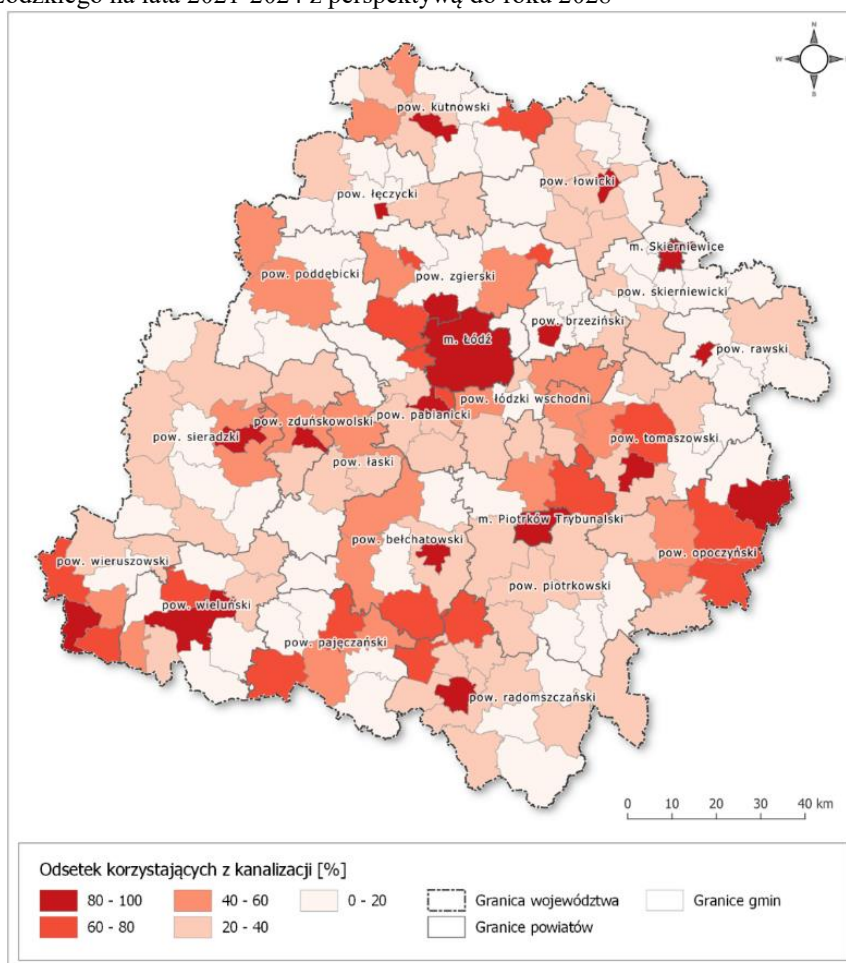 Łódzkiego na lata 2021-2024 z perspektywą do roku 2028
N
W
S
pow. kutnowski
pow. łowicki
pow. łęczycki
m. Skierniewice
pow. poddębicki
pow. zgierski
pow. skierniewicki
pow. brzeziński
m. Łódź
pow. rawski
pow. łódzki wschodni
pow. pabianicki
pow. zduńskowolski
pow. sieradzki
pow. tomaszowski
pow. łaski
m. Piotrków Trybunalski
pow. bełchatowski
pow. opoczyński
pow. wieruszowski
pow. piotrkowski
pow. wieluński
pow. pajęczański
pow. radomszczański
0 10 20 30 40 km
Odsetek korzystających z kanalizacji [%]
80 - 100 40 - 60 0 - 20 Granica województwa Granice gmin
60 - 80 20 - 40 Granice powiatów